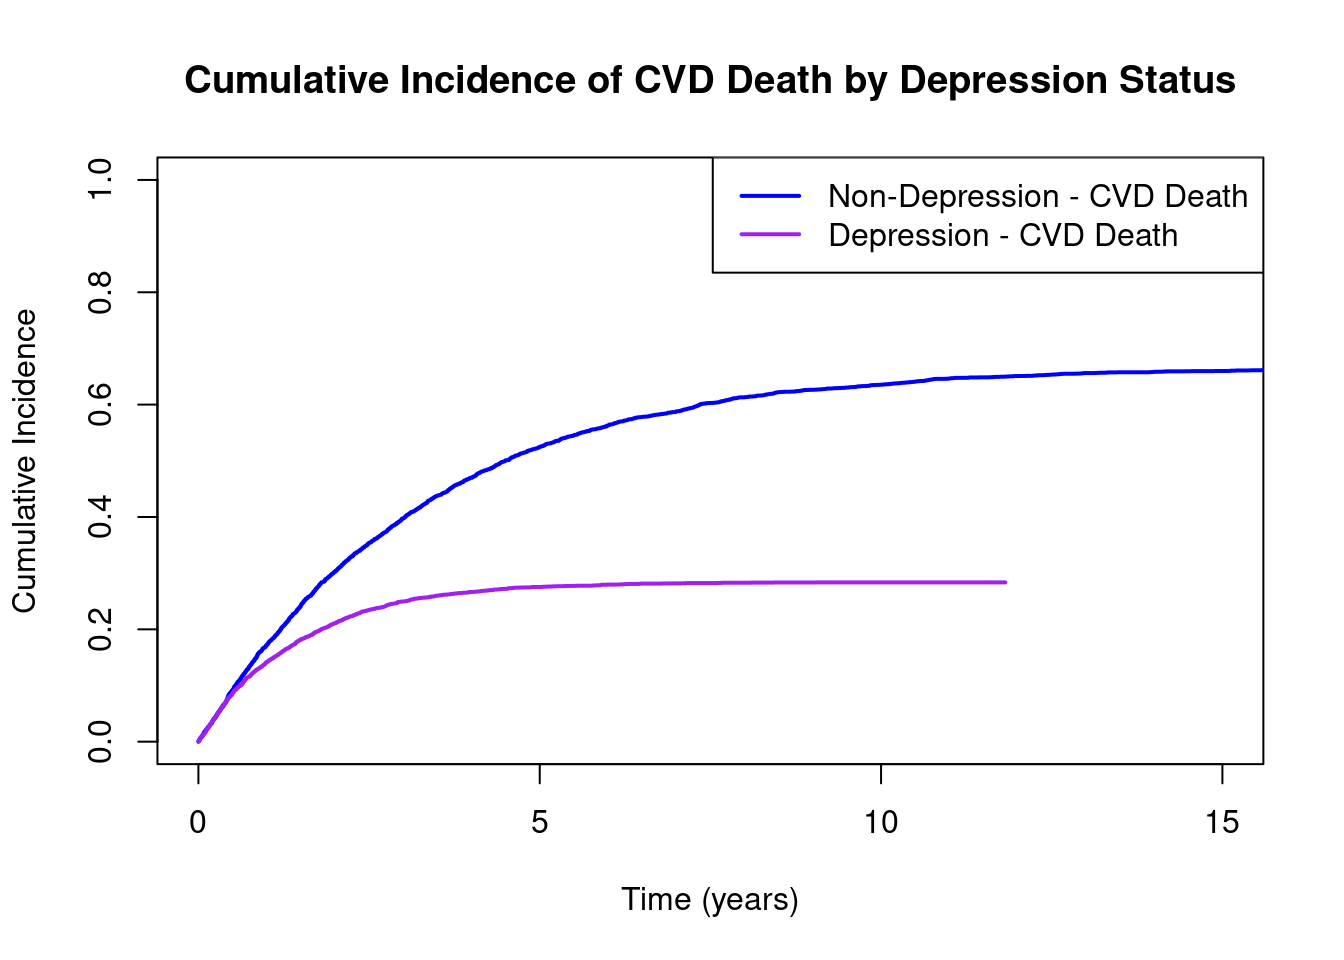 Cumulative Incidence of CVD Death by Depression Status
Non-Depression - CVD Death
Depression - CVD Death
Cumulative Incidence
1.0
0.8
0.6
0.4
0.2
0.0
0 5 10 15
Time (years)